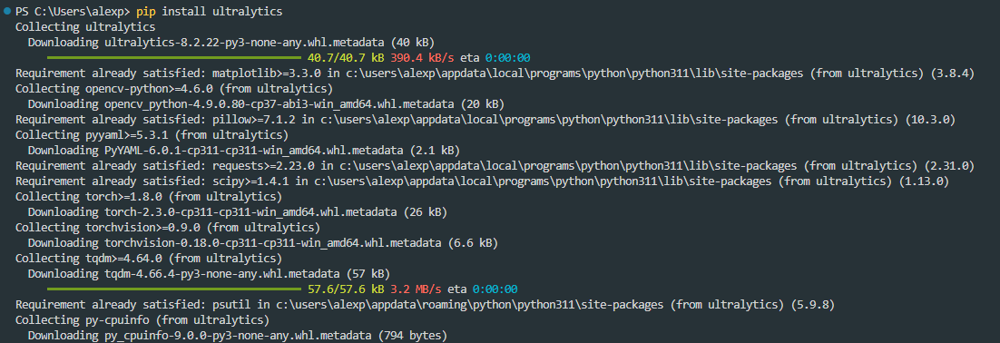 PS C:\Users\alexp> pip install ultralytics
Collecting ultralytics
Downloading ultralytics-8.2.22-py3-none-any.whl.metadata (40 kB)
40.7/40.7 kB 390.4 kB/s eta 0:00:00
Requirement already satisfied: matplotlib>=3.3.0 in c:\users\alexp\appdata\local\programs\python\python311\lib\site-packages (from ultralytics) (3.8.4)
Collecting opencv-python>=4.6.0 (from ultralytics)
Downloading opencv_python-4.9.0.80-cp37-abi3-win_amd64.whl.metadata (20 kB)
Requirement already satisfied: pillow>=7.1.2 in c:\users\alexp\appdata\local\programs\python\python311\lib\site-packages (from ultralytics) (10.3.0)
Collecting pyyaml>=5.3.1 (from ultralytics)
Downloading PyYAML-6.0.1-cp311-cp311-win_amd64.whl.metadata (2.1 kB)
Requirement already satisfied: requests>=2.23.0 in c:\users\alexp\appdata\local\programs\python\python311\lib\site-packages (from ultralytics) (2.31.0)
Requirement already satisfied: scipy>=1.4.1 in c:\users\alexp\appdata\local\programs\python\python311\lib\site-packages (from ultralytics) (1.13.0)
Collecting torch>=1.8.0 (from ultralytics)
Downloading torch-2.3.0-cp311-cp311-win_amd64.whl.metadata (26 kB)
Collecting torchvision>=0.9.0 (from ultralytics)
Downloading torchvision-0.18.0-cp311-cp311-win_amd64.whl.metadata (6.6 kB)
Collecting tqdm>=4.64.0 (from ultralytics)
Downloading tqdm-4.66.4-py3-none-any.whl.metadata (57 kB)
57.6/57.6 kB 3.2 MB/s eta 0:00:00
Requirement already satisfied: psutil in c:\users\alexp\appdata\roaming\python\python311\site-packages (from ultralytics) (5.9.8)
Collecting py-cpuinfo (from ultralytics)
Downloading py_cpuinfo-9.0.0-py3-none-any.whl.metadata (794 bytes)